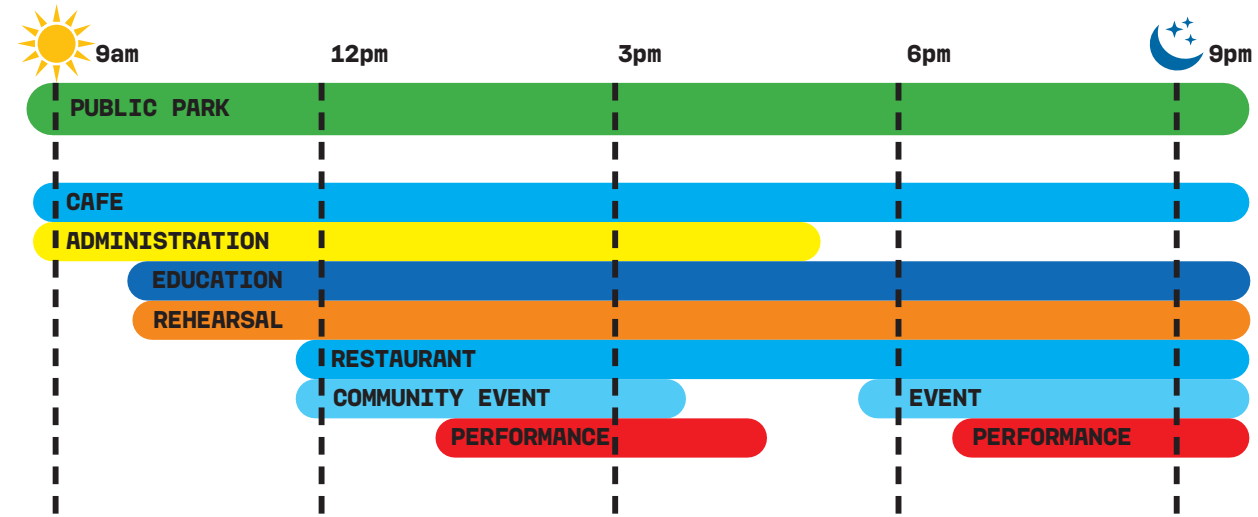 9am 12pm 3pm 6pm 9pm
PUBLIC PARK
CAFE
ADMINISTRATION
EDUCATION
REHEARSAL
RESTAURANT
COMMUNITY EVENT EVENT
PERFORMANCE PERFORMANCE